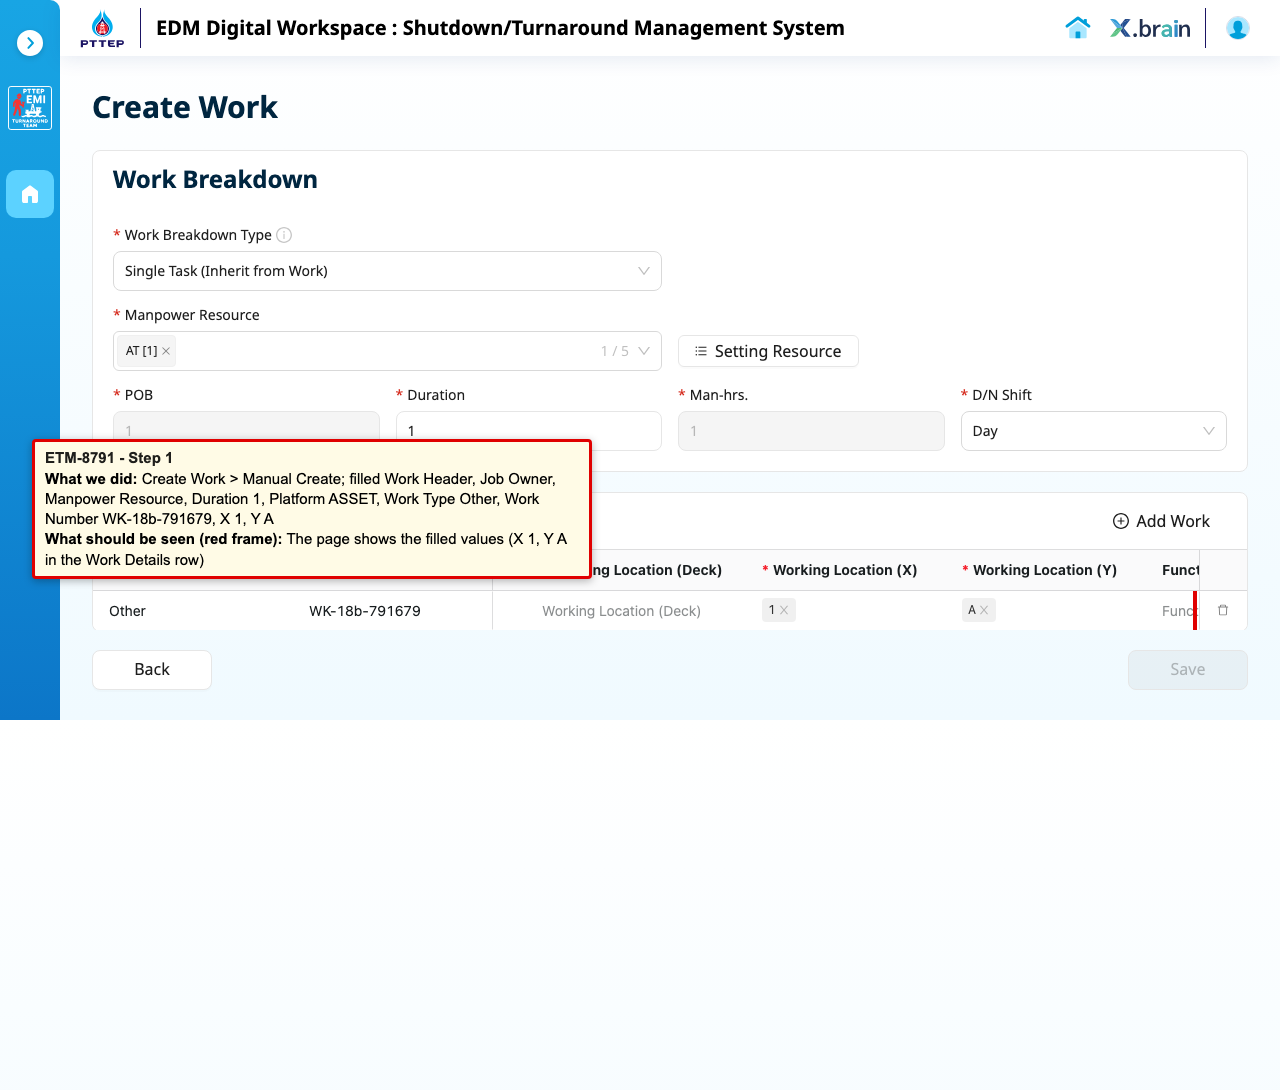 PTTEP
EDM Digital Workspace : Shutdown/Turnaround Management System
X.brain
PTTEP
EMI
TURNAROUND
TEAM
Create Work
Work Breakdown
* Work Breakdown Type
Single Task (Inherit from Work)
* Manpower Resource
AT [1]
1 / 5
Setting Resource
* POB
* Duration
* Man-hrs.
* D/N Shift
1
1
1
Day
ETM-8791 - Step 1
What we did: Create Work > Manual Create; filled Work Header, Job Owner,
Manpower Resource, Duration 1, Platform ASSET, Work Type Other, Work
Number WK-18b-791679, X 1, Y A
What should be seen (red frame): The page shows the filled values (X 1, Y A
in the Work Details row)
Add Work
Location (Deck)
* Working Location (X)
* Working Location (Y)
Other
WK-18b-791679
Working Location (Deck)
1
A
Back
Save